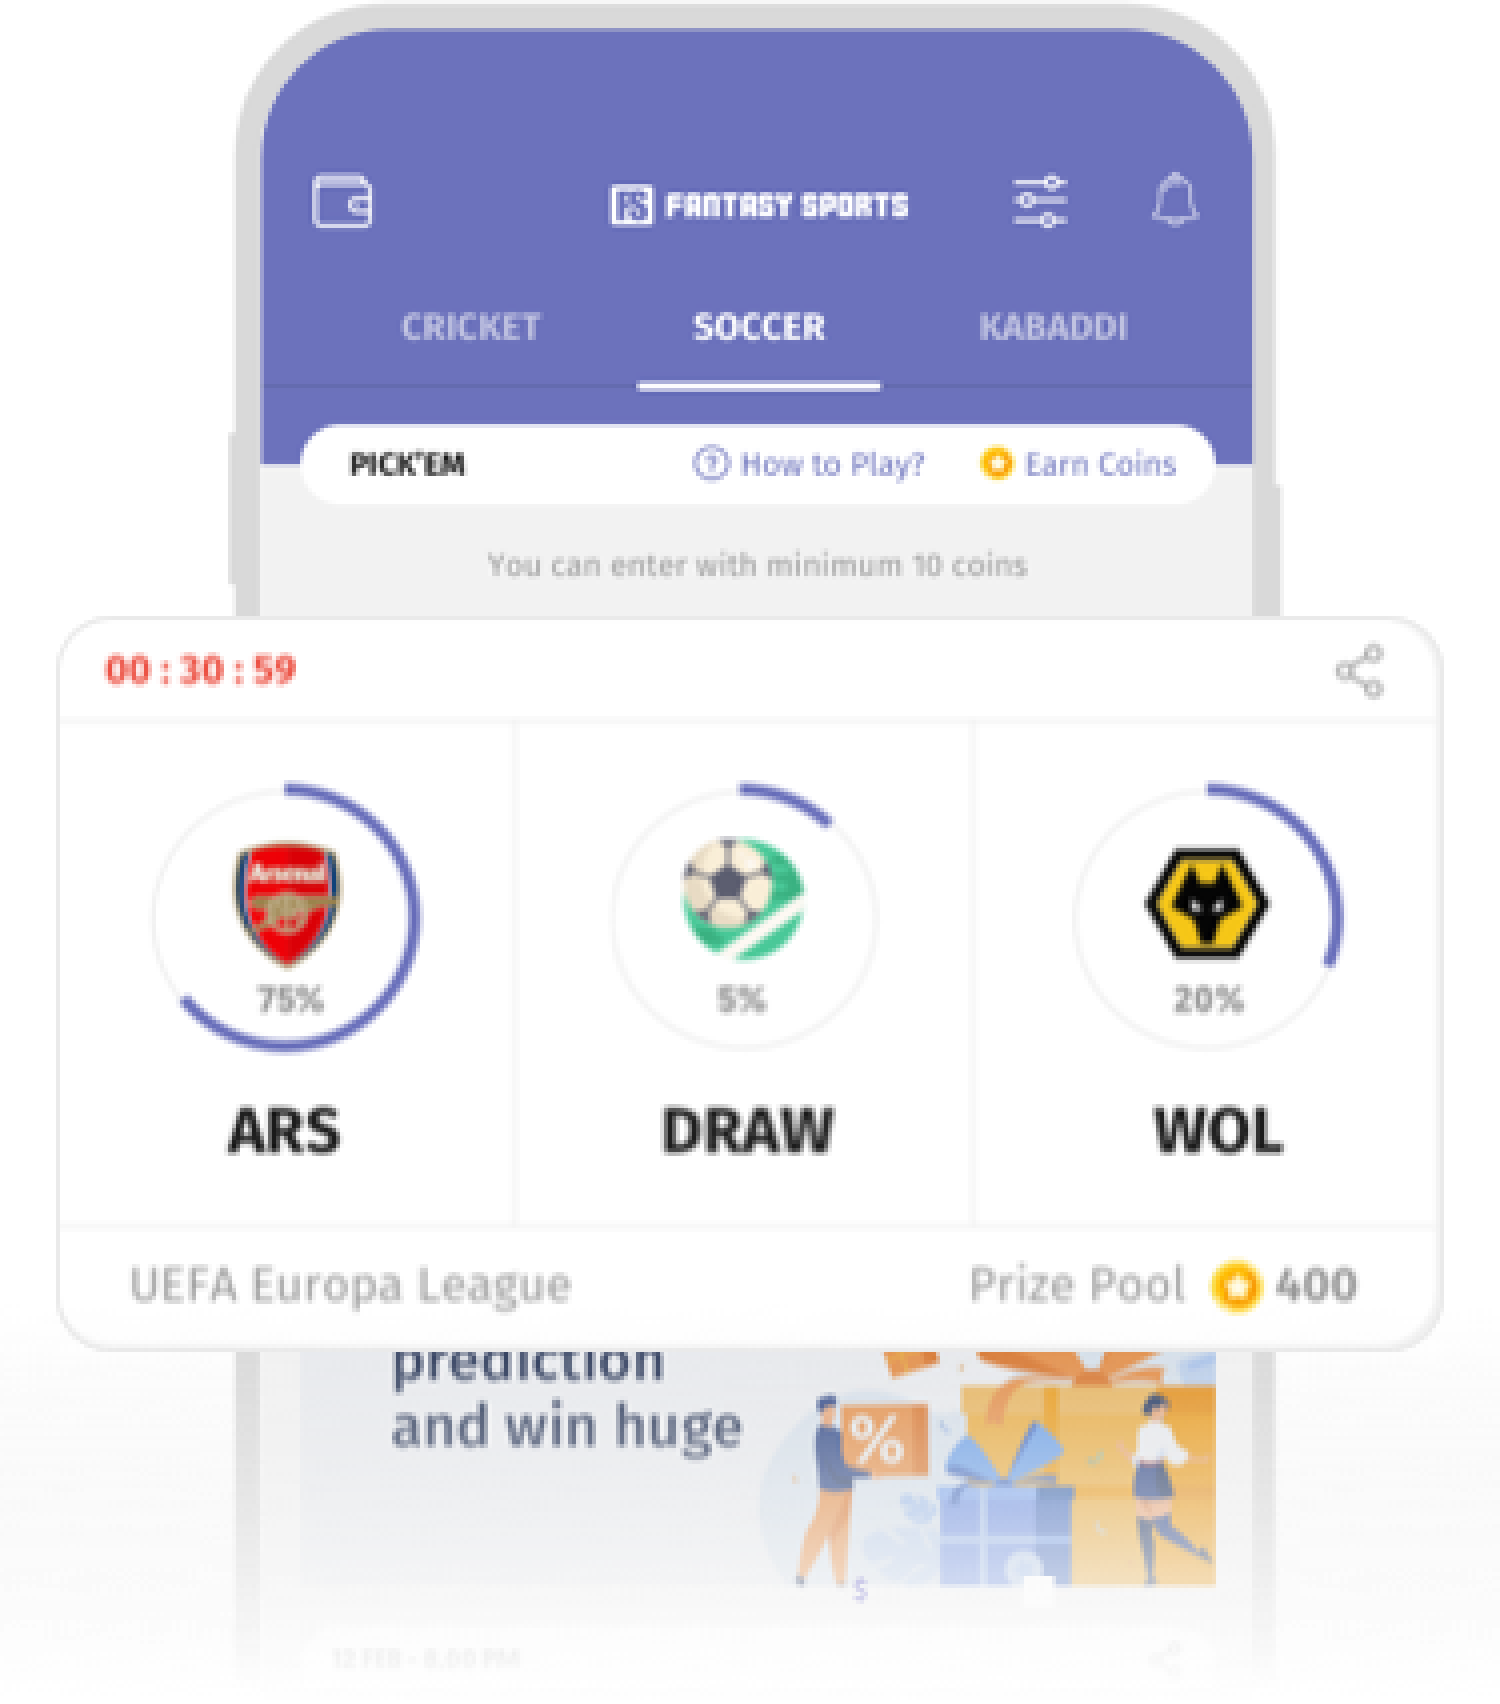 FS FANTASY SPORTS
CRICKET SOCCER KABADDI
PICK'EM ? How to Play? Earn Coins
You can enter with minimum 10 coins
00 : 30 : 59
Arsenal
75% 5% 20%
ARS DRAW WOL
UEFA Europa League Prize Pool 400
prediction
and win huge
%
$
12 FEB - 8.00 PM